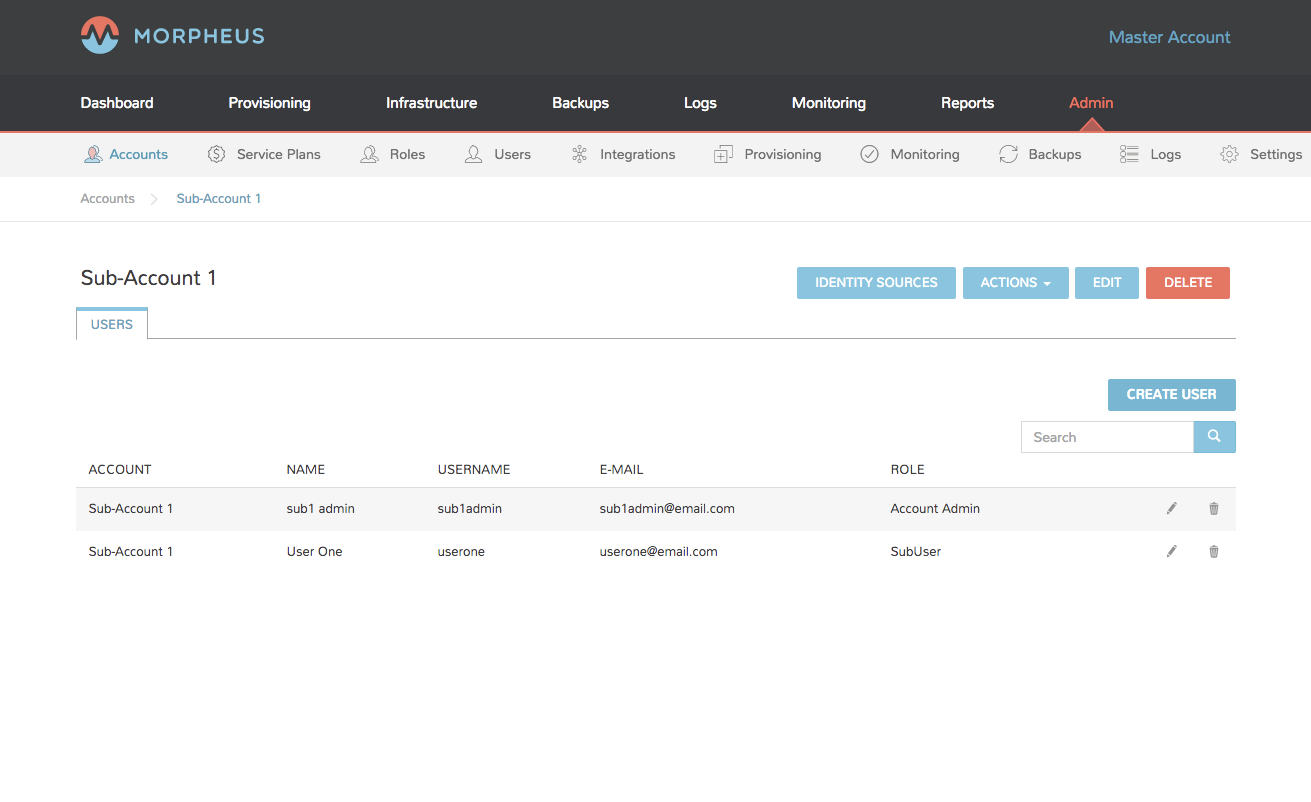 MORPHEUS
Master Account
Dashboard Provisioning Infrastructure Backups Logs Monitoring Reports Admin
Accounts Service Plans Roles Users Integrations Provisioning Monitoring Backups Logs Settings
Accounts Sub-Account 1
Sub-Account 1
IDENTITY SOURCES ACTIONS EDIT DELETE
USERS
CREATE USER
Search
ACCOUNT NAME USERNAME E-MAIL ROLE
Sub-Account 1 sub1 admin sub1admin sub1admin@email.com Account Admin
Sub-Account 1 User One userone userone@email.com SubUser